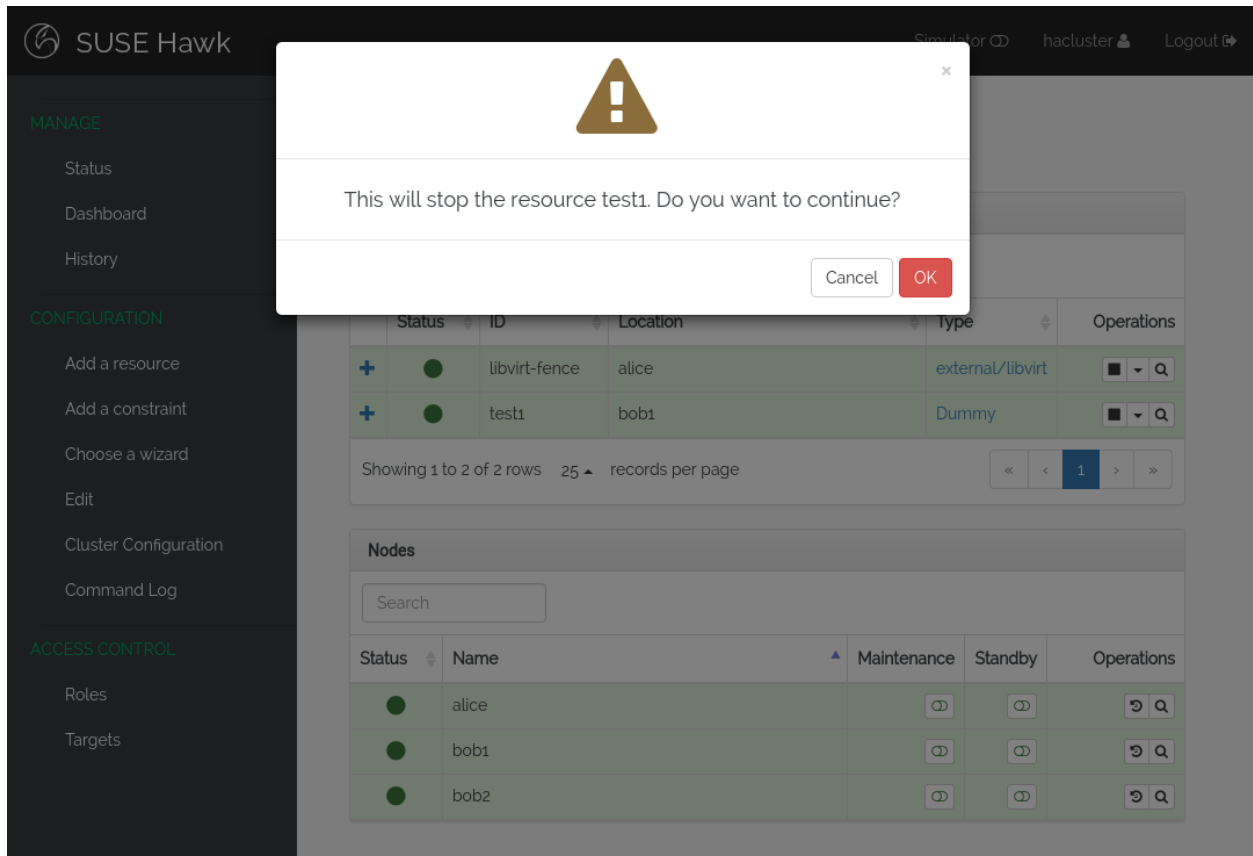 SUSE Hawk
Simulator hacluster Logout
MANAGE
Status
Dashboard
History
CONFIGURATION
Add a resource
Add a constraint
Choose a wizard
Edit
Cluster Configuration
Command Log
ACCESS CONTROL
Roles
Targets
×
This will stop the resource test1. Do you want to continue?
Cancel OK
Status ID Location Type Operations
libvirt-fence alice external/libvirt
test1 bob1 Dummy
Showing 1 to 2 of 2 rows 25 records per page « ‹ 1 › »
Nodes
Search
Status Name Maintenance Standby Operations
alice
bob1
bob2